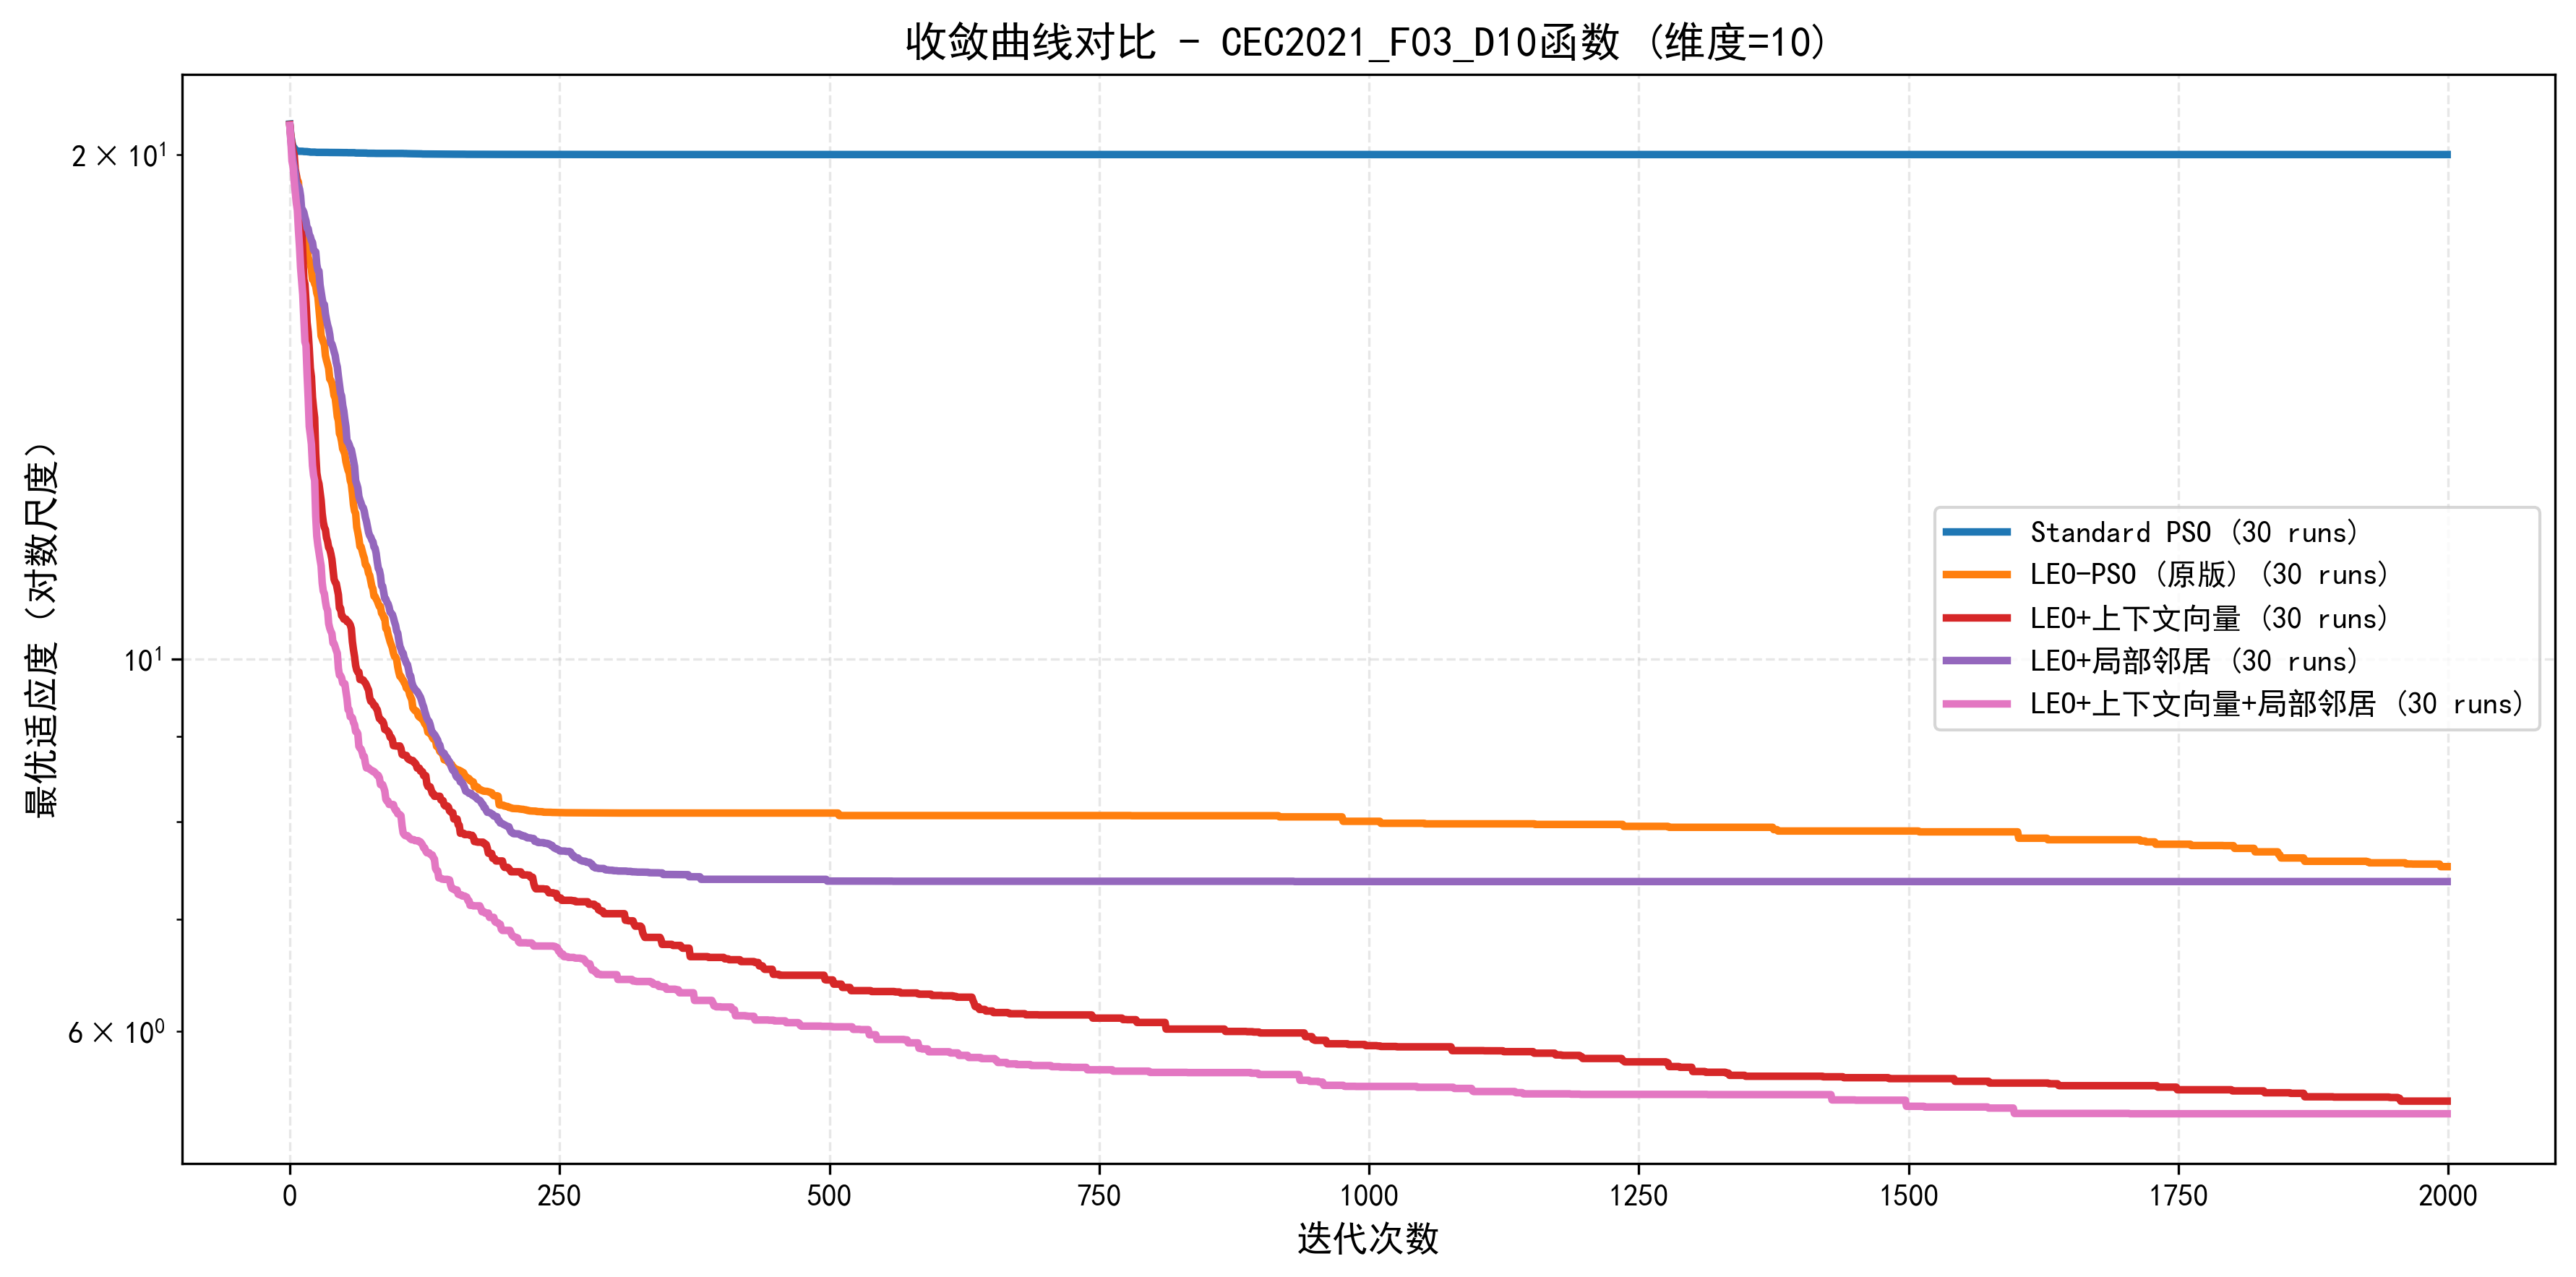 收敛曲线对比 - CEC2021_F03_D10函数 (维度=10)
最优适应度 (对数尺度)
2 × 10¹
10¹
6 × 10⁰
Standard PSO (30 runs)
LEO-PSO (原版) (30 runs)
LEO+上下文向量 (30 runs)
LEO+局部邻居 (30 runs)
LEO+上下文向量+局部邻居 (30 runs)
0 250 500 750 1000 1250 1500 1750 2000
迭代次数